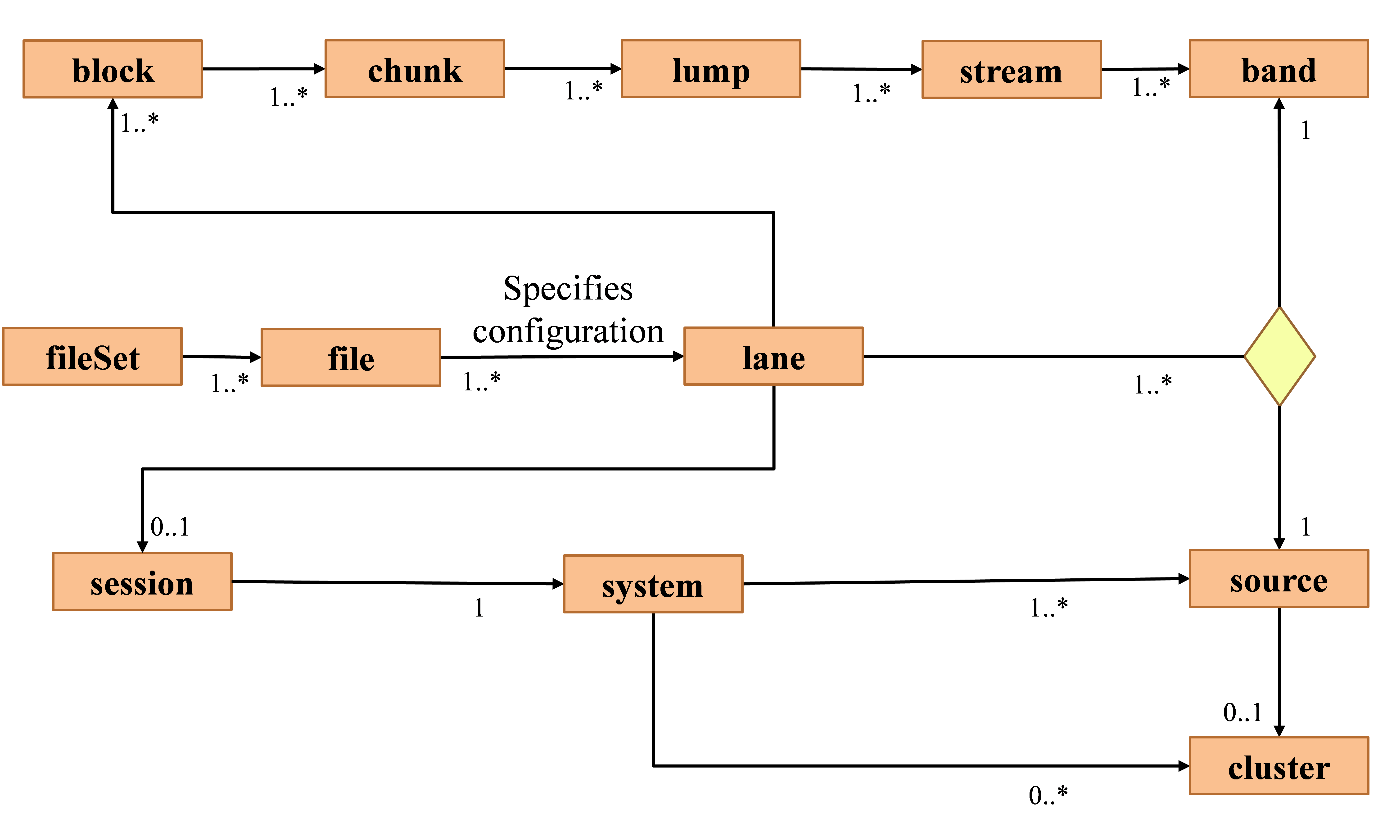 block
chunk
lump
stream
band
1..*
1..*
1..*
1..*
1..*
1
Specifies
configuration
fileSet
file
lane
1..*
1..*
1..*
0..1
1
session
system
source
1
1..*
0..1
cluster
0..*